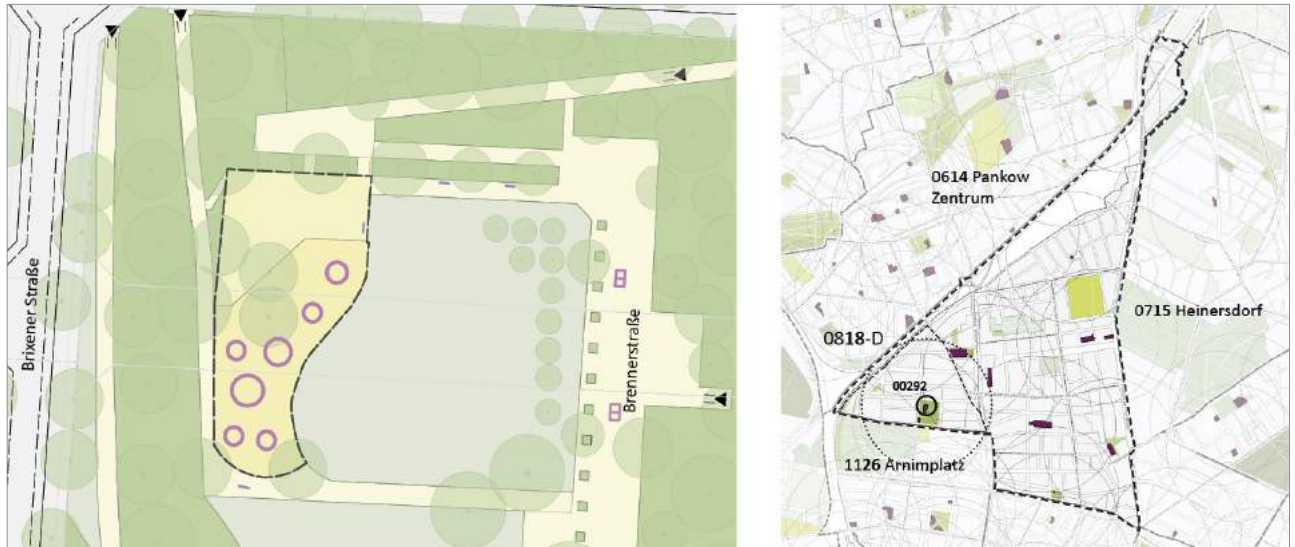 Brixener Straße
Brennerstraße
0614 Pankow
Zentrum
0715 Heinersdorf
0818-D
00292
1126 Arnimplatz